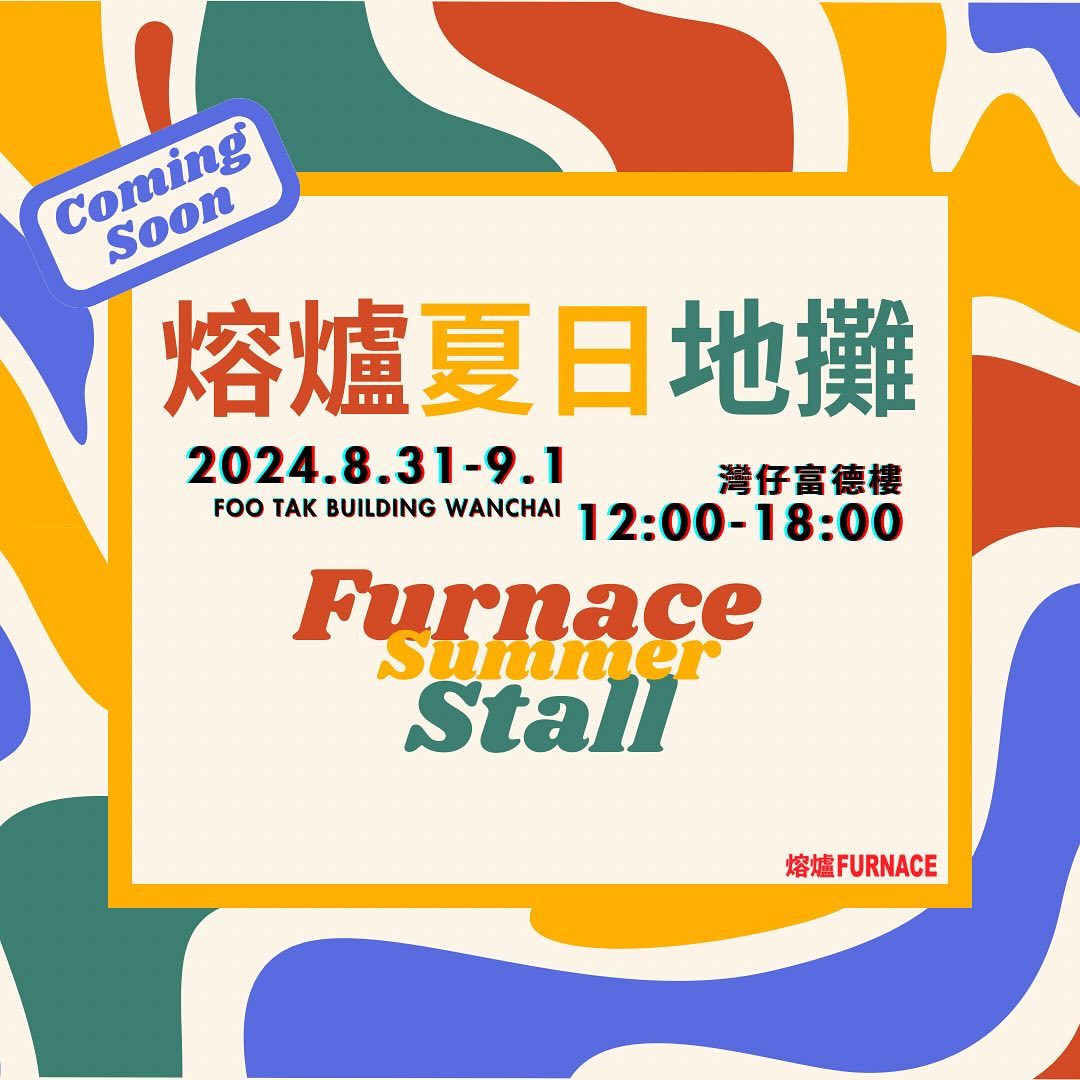 Coming
Soon
熔爐夏日地攤
2024.8.31-9.1
FOO TAK BUILDING WANCHAI
灣仔富德樓
12:00-18:00
Furnace
Summer
Stall
熔爐FURNACE